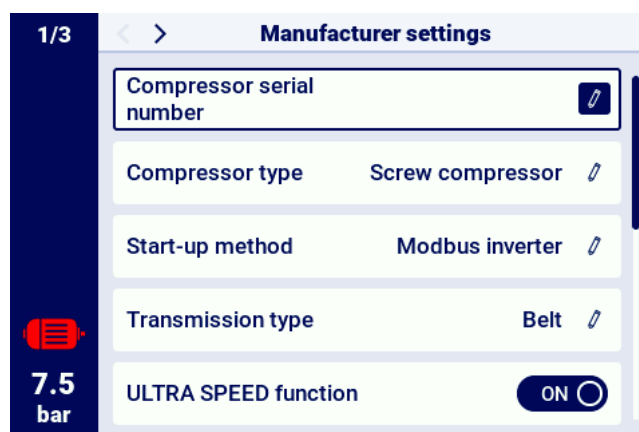 1/3
Manufacturer settings
Compressor serial
number
Compressor type
Screw compressor
Start-up method
Modbus inverter
Transmission type
Belt
ULTRA SPEED function
ON
7.5
bar